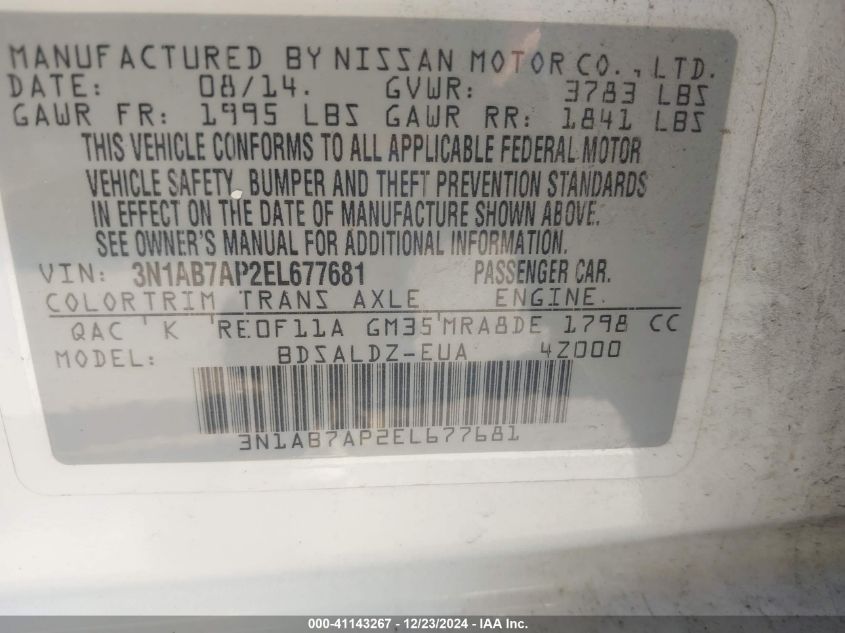 MANUFACTURED BY NISSAN MOTOR CO., LTD.
DATE: 08/14. GVWR: 3783 LBS
GAWR FR: 1995 LBS GAWR RR: 1841 LBS
THIS VEHICLE CONFORMS TO ALL APPLICABLE FEDERAL MOTOR
VEHICLE SAFETY, BUMPER AND THEFT PREVENTION STANDARDS
IN EFFECT ON THE DATE OF MANUFACTURE SHOWN ABOVE.
SEE OWNER'S MANUAL FOR ADDITIONAL INFORMATION.
VIN: 3N1AB7AP2EL677681 PASSENGER CAR.
COLOR TRIM TRANS AXLE ENGINE
QAC K RE0F11A GM35 MRA8DE 1798 CC
MODEL: BDSALDZ-EUA 4Z000
3N1AB7AP2EL677681
000-41143267 - 12/23/2024 - IAA Inc.